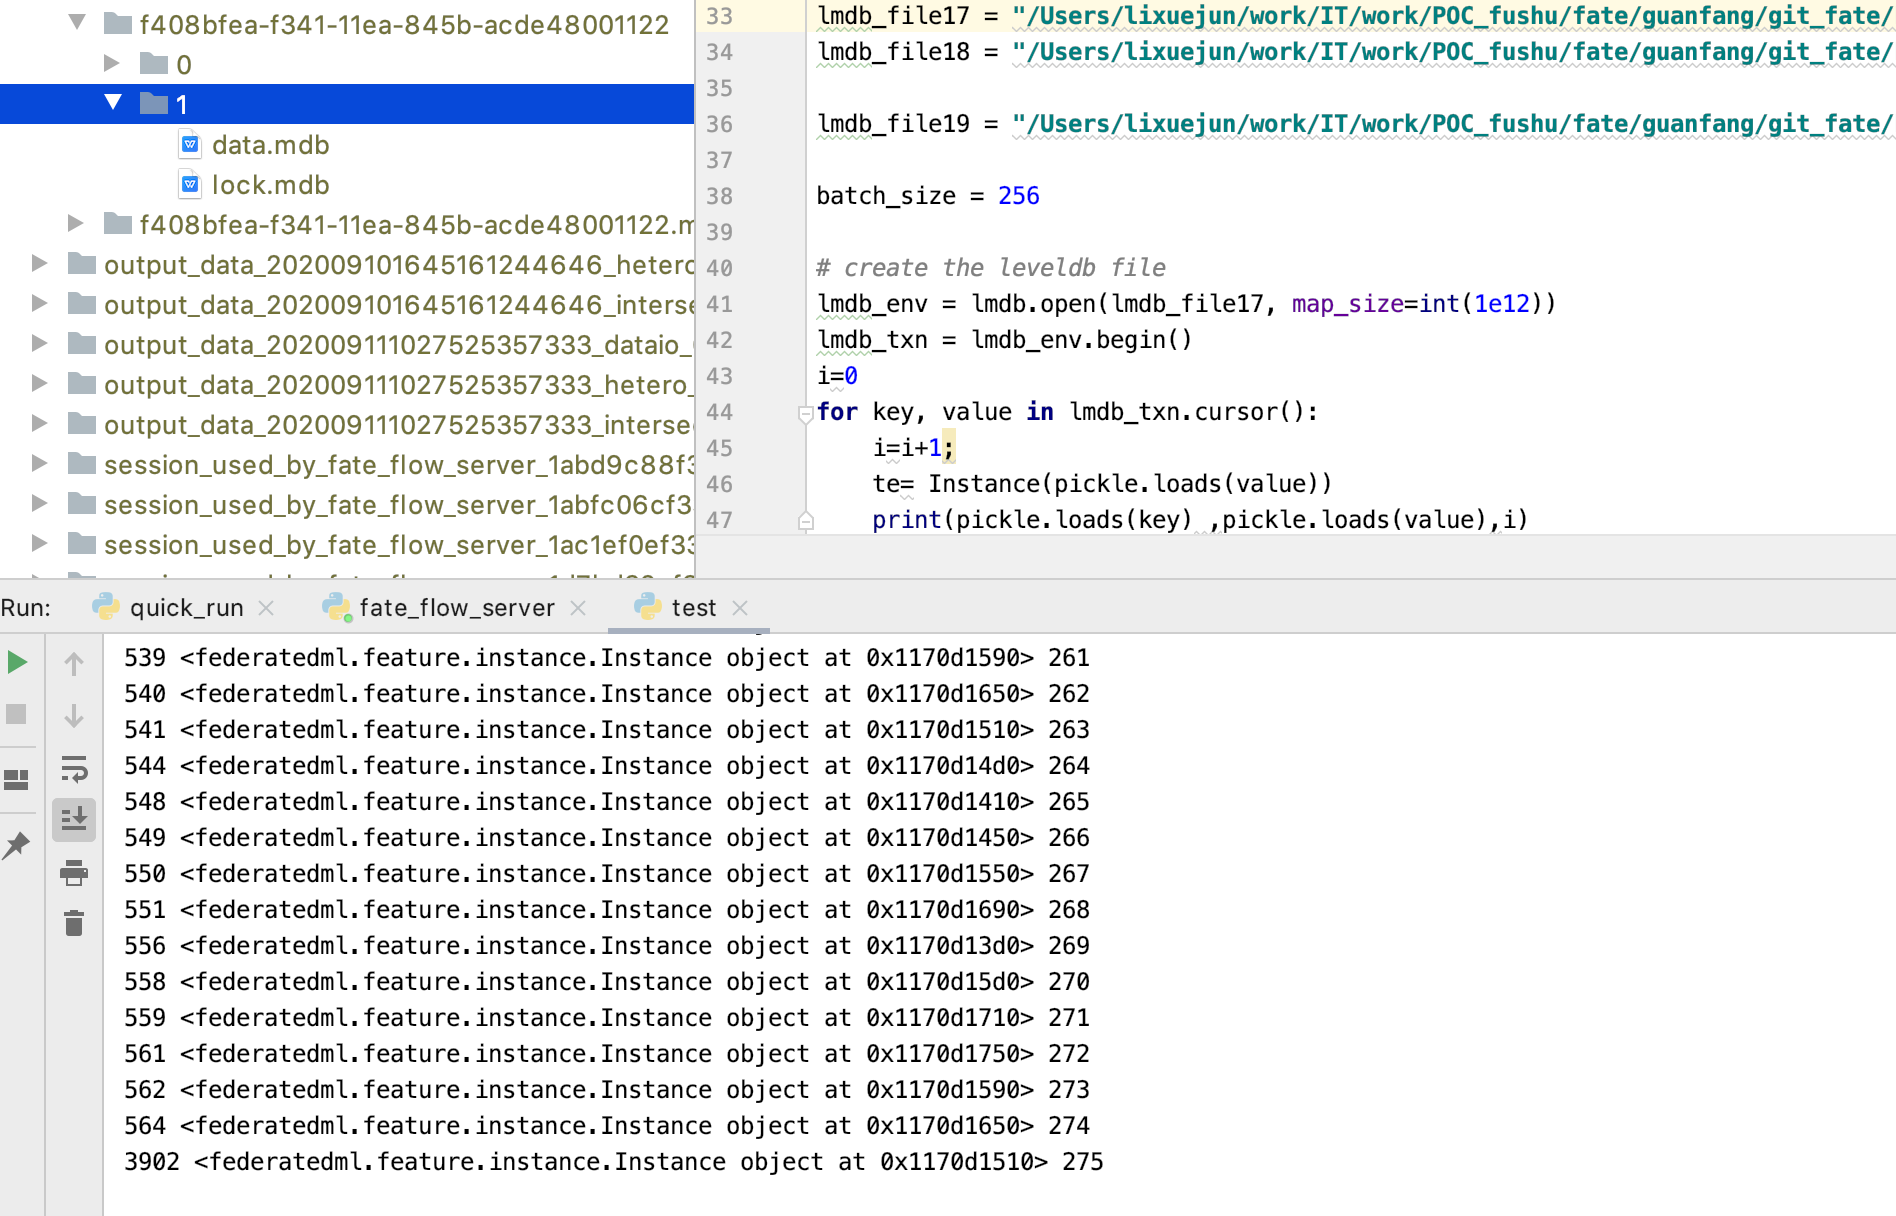 f408bfea-f341-11ea-845b-acde48001122
0
1
data.mdb
lock.mdb
f408bfea-f341-11ea-845b-acde48001122.m
output_data_202009101645161244646_hetero
output_data_202009101645161244646_interse
output_data_202009111027525357333_dataio_
output_data_202009111027525357333_hetero_
output_data_202009111027525357333_interse
session_used_by_fate_flow_server_1abd9c88f3
session_used_by_fate_flow_server_1abfc06cf3
session_used_by_fate_flow_server_1ac1ef0ef33
33 lmdb_file17 = "/Users/lixuejun/work/IT/work/POC_fushu/fate/guanfang/git_fate/
34 lmdb_file18 = "/Users/lixuejun/work/IT/work/POC_fushu/fate/guanfang/git_fate/
35
36 lmdb_file19 = "/Users/lixuejun/work/IT/work/POC_fushu/fate/guanfang/git_fate/
37
38 batch_size = 256
39
40 # create the leveldb file
41 lmdb_env = lmdb.open(lmdb_file17, map_size=int(1e12))
42 lmdb_txn = lmdb_env.begin()
43 i=0
44 for key, value in lmdb_txn.cursor():
45 i=i+1;
46 te= Instance(pickle.loads(value))
47 print(pickle.loads(key) ,pickle.loads(value),i)
Run: quick_run fate_flow_server test
539 <federatedml.feature.instance.Instance object at 0x1170d1590> 261
540 <federatedml.feature.instance.Instance object at 0x1170d1650> 262
541 <federatedml.feature.instance.Instance object at 0x1170d1510> 263
544 <federatedml.feature.instance.Instance object at 0x1170d14d0> 264
548 <federatedml.feature.instance.Instance object at 0x1170d1410> 265
549 <federatedml.feature.instance.Instance object at 0x1170d1450> 266
550 <federatedml.feature.instance.Instance object at 0x1170d1550> 267
551 <federatedml.feature.instance.Instance object at 0x1170d1690> 268
556 <federatedml.feature.instance.Instance object at 0x1170d13d0> 269
558 <federatedml.feature.instance.Instance object at 0x1170d15d0> 270
559 <federatedml.feature.instance.Instance object at 0x1170d1710> 271
561 <federatedml.feature.instance.Instance object at 0x1170d1750> 272
562 <federatedml.feature.instance.Instance object at 0x1170d1590> 273
564 <federatedml.feature.instance.Instance object at 0x1170d1650> 274
3902 <federatedml.feature.instance.Instance object at 0x1170d1510> 275